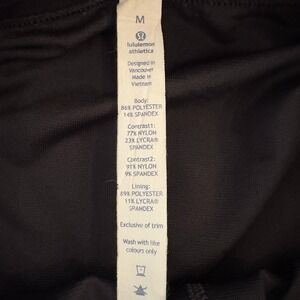 M
lululemon
athletica
Designed in
Vancouver
Made in
Vietnam
Body:
86% POLYESTER
14% SPANDEX
Contrast1:
77% NYLON
23% LYCRA®
SPANDEX
Contrast2:
91% NYLON
9% SPANDEX
Lining:
89% POLYESTER
11% LYCRA®
SPANDEX
Exclusive of trim
Wash with like
colours only